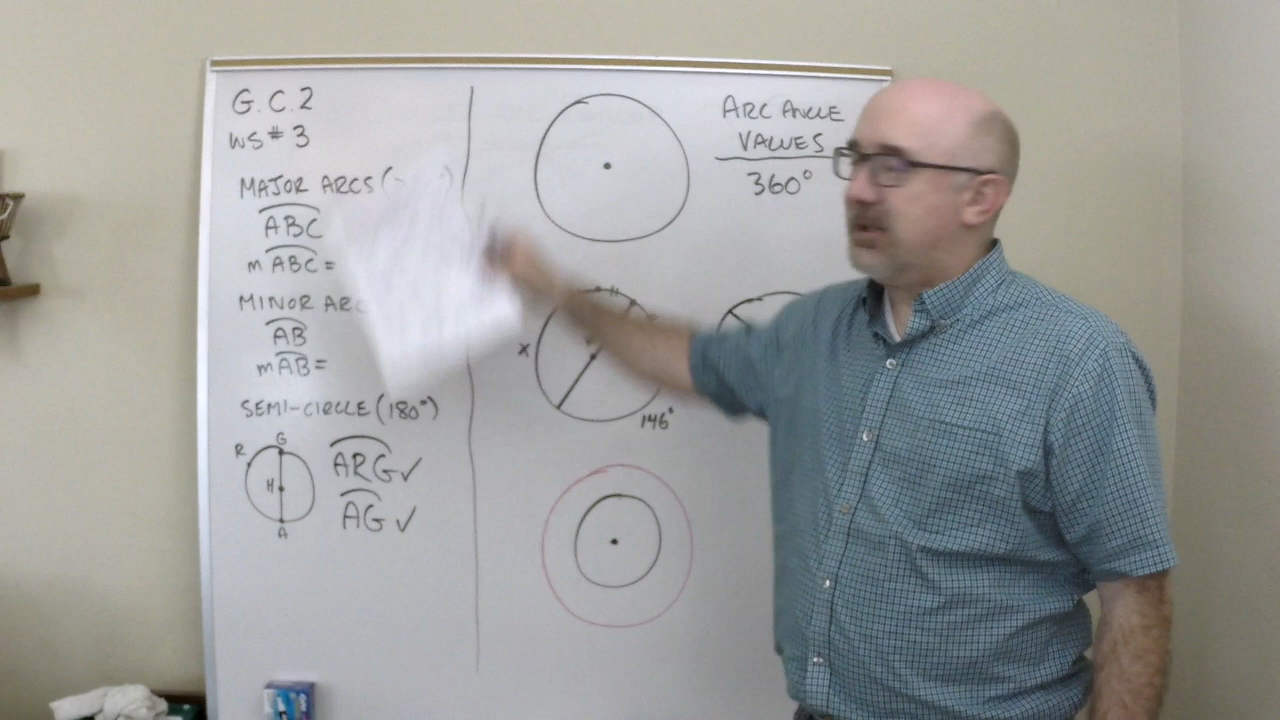 G.C.2
WS#3
MAJOR ARCS (
ABC
mABC =
MINOR ARC
AB
mAB =
SEMI-CIRCLE (180°)
R
G
H
A
ARG ✓
AG ✓
ARC ANGLE
VALUES
360°
H
X
146°